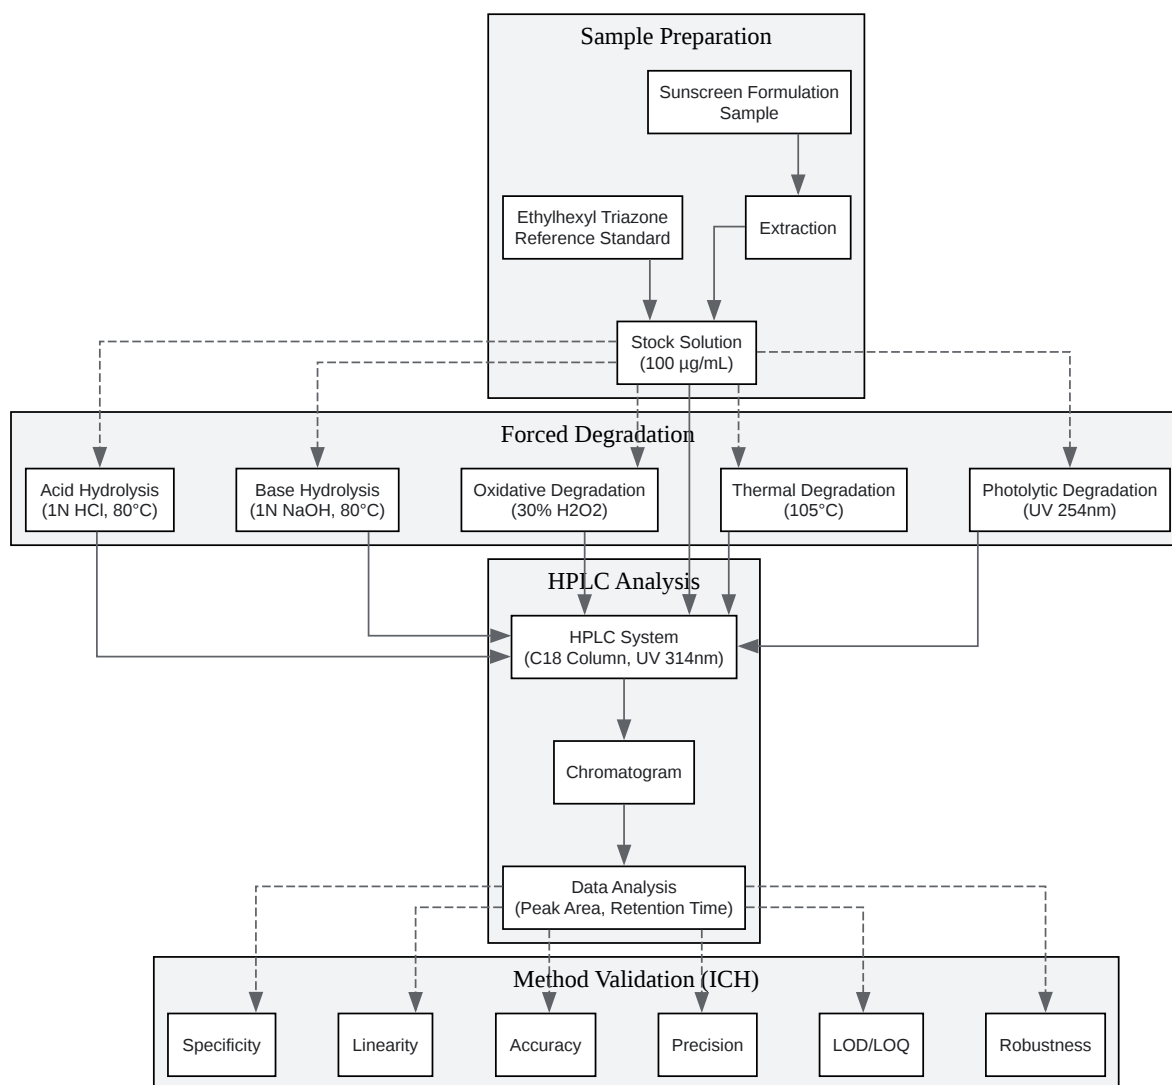 Sample Preparation
Sunscreen Formulation
Sample
Ethylhexyl Triazone
Reference Standard
Extraction
Stock Solution
(100 µg/mL)
Forced Degradation
Acid Hydrolysis
(1N HCl, 80°C)
Base Hydrolysis
(1N NaOH, 80°C)
Oxidative Degradation
(30% H2O2)
Thermal Degradation
(105°C)
Photolytic Degradation
(UV 254nm)
HPLC Analysis
HPLC System
(C18 Column, UV 314nm)
Chromatogram
Data Analysis
(Peak Area, Retention Time)
Method Validation (ICH)
Specificity
Linearity
Accuracy
Precision
LOD/LOQ
Robustness